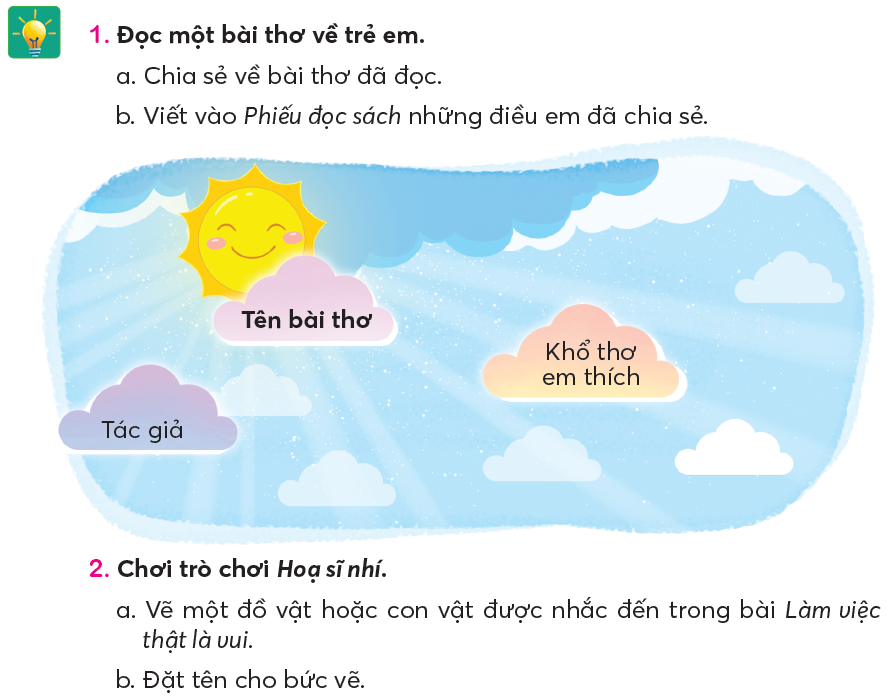 1. Đọc một bài thơ về trẻ em.
a. Chia sẻ về bài thơ đã đọc.
b. Viết vào Phiếu đọc sách những điều em đã chia sẻ.
Tên bài thơ
Khổ thơ
em thích
Tác giả
2. Chơi trò chơi Hoạ sĩ nhí.
a. Vẽ một đồ vật hoặc con vật được nhắc đến trong bài Làm việc
thật là vui.
b. Đặt tên cho bức vẽ.